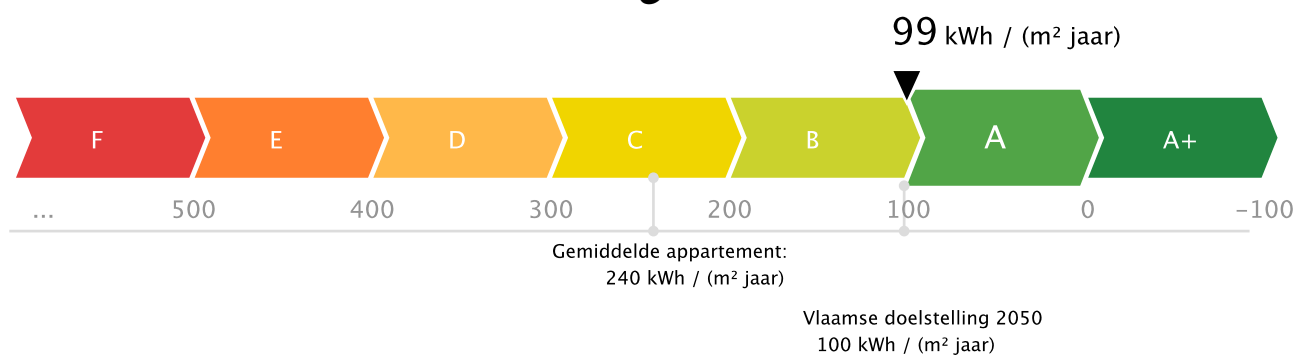 99 kWh / (m² jaar)
F E D C B A A+
... 500 400 300 200 100 0 -100
Gemiddelde appartement:
240 kWh / (m² jaar)
Vlaamse doelstelling 2050
100 kWh / (m² jaar)